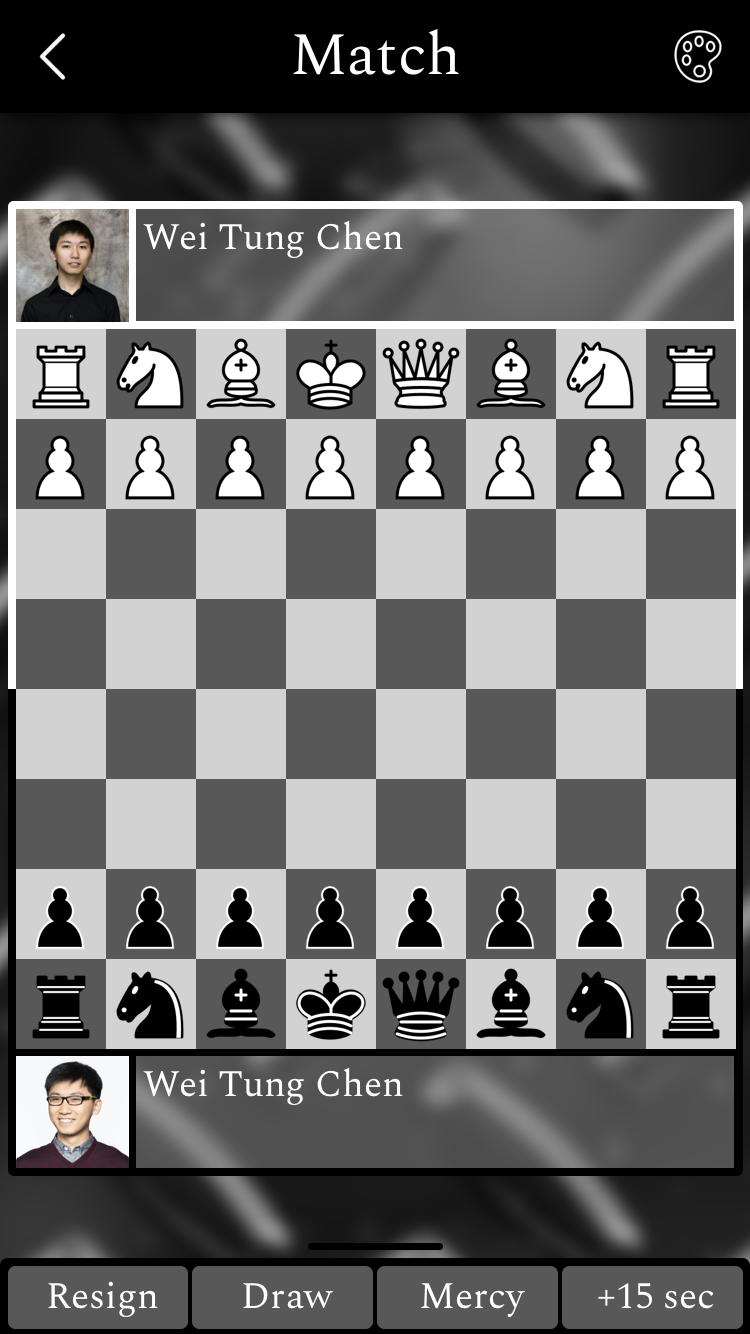 Match
Wei Tung Chen
Wei Tung Chen
Resign
Draw
Mercy
+15 sec